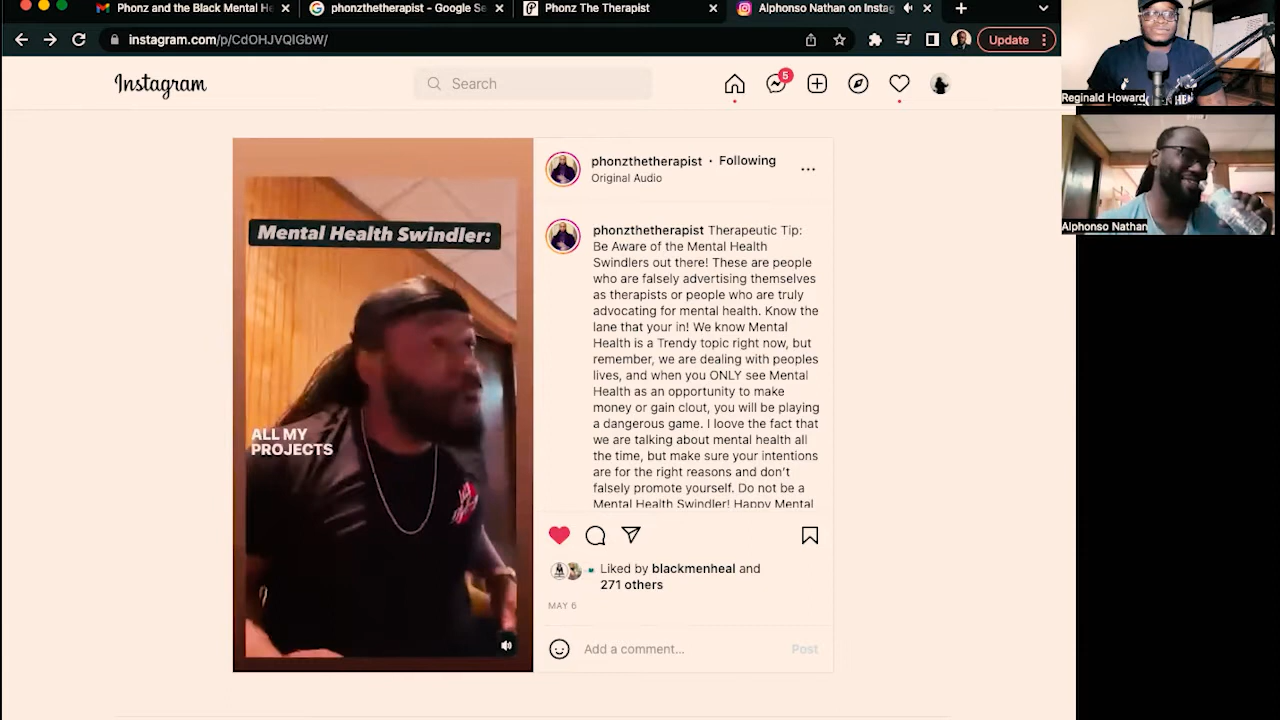 Phonz and the Black Mental He
phonzthetherapist - Google Se
Phonz The Therapist
Alphonso Nathan on Instag
instagram.com/p/CdOHJVQlGbW/
Update
Instagram
Search
5
Reginald Howard
Alphonso Nathan
Mental Health Swindler:
ALL MY
PROJECTS
phonzthetherapist • Following
Original Audio
phonzthetherapist Therapeutic Tip:
Be Aware of the Mental Health
Swindlers out there! These are people
who are falsely advertising themselves
as therapists or people who are truly
advocating for mental health. Know the
lane that your in! We know Mental
Health is a Trendy topic right now, but
remember, we are dealing with peoples
lives, and when you ONLY see Mental
Health as an opportunity to make
money or gain clout, you will be playing
a dangerous game. I loove the fact that
we are talking about mental health all
the time, but make sure your intentions
are for the right reasons and don't
falsely promote yourself. Do not be a
Mental Health Swindler! Happy Mental
Liked by blackmenheal and
271 others
MAY 6
Add a comment...
Post